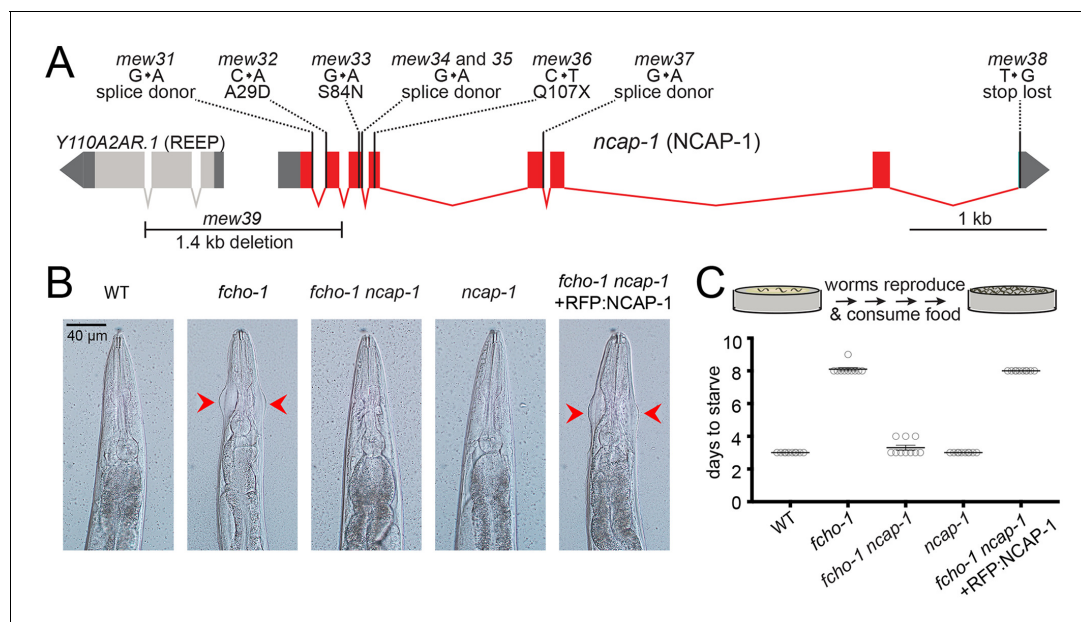 A
mew31 mew32 mew33 mew34 and 35 mew36 mew37 mew38
G➔A C➔A G➔A G➔A C➔T G➔A T➔G
splice donor A29D S84N splice donor Q107X splice donor stop lost
Y110A2AR.1 (REEP)
ncap-1 (NCAP-1)
mew39
1.4 kb deletion
1 kb
B
WT
fcho-1
fcho-1 ncap-1
ncap-1
fcho-1 ncap-1
+RFP:NCAP-1
40 µm
C
worms reproduce
& consume food
days to starve
10
8
6
4
2
0
WT
fcho-1
fcho-1 ncap-1
ncap-1
fcho-1 ncap-1
+RFP:NCAP-1